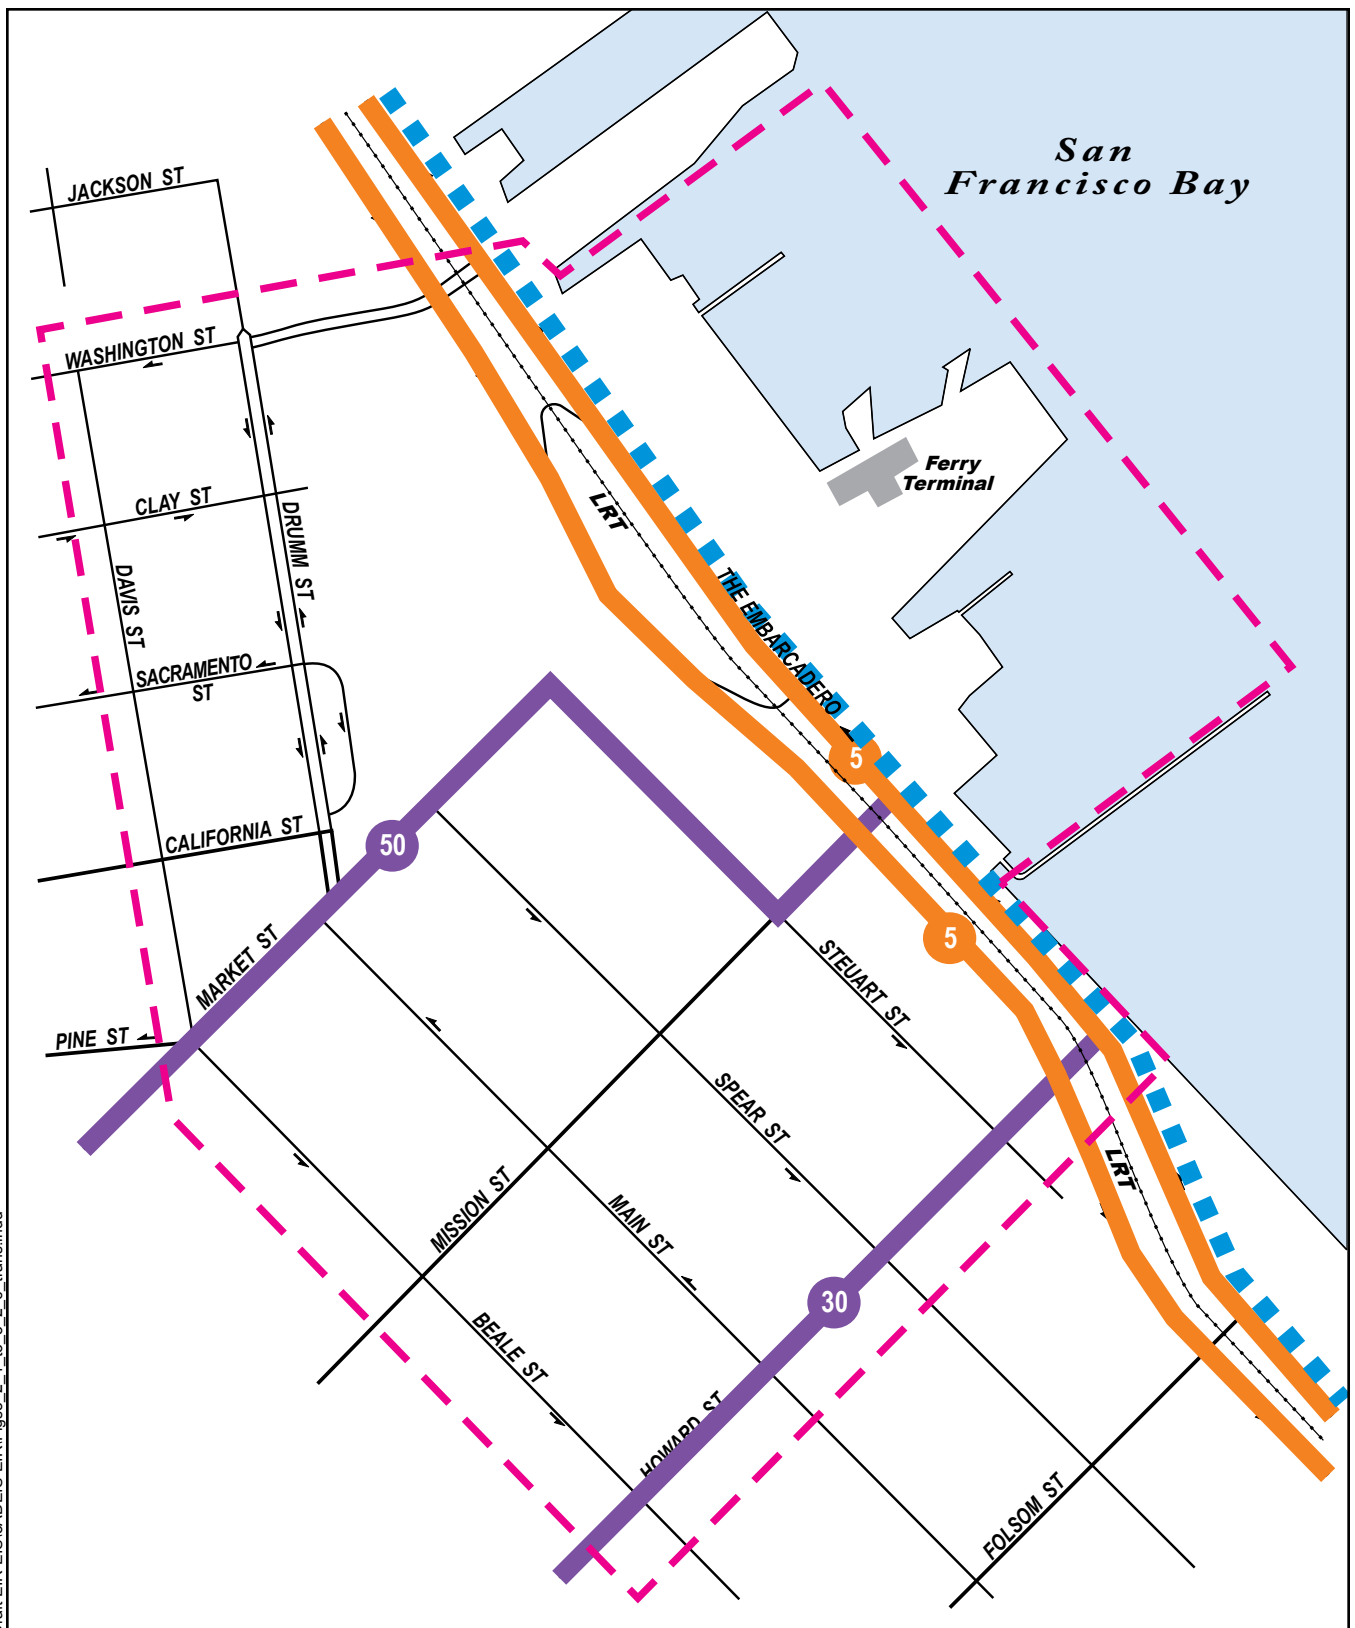 San
Francisco Bay
JACKSON ST
WASHINGTON ST
Ferry
Terminal
CLAY ST
LRT
DRUMM ST
DAVIS ST
THE EMBARCADERO
SACRAMENTO
ST
5
CALIFORNIA ST
50
MARKET ST
5
STEUART ST
PINE ST
SPEAR ST
LRT
MISSION ST
MAIN ST
30
BEALE ST
HOWARD ST
FOLSOM ST